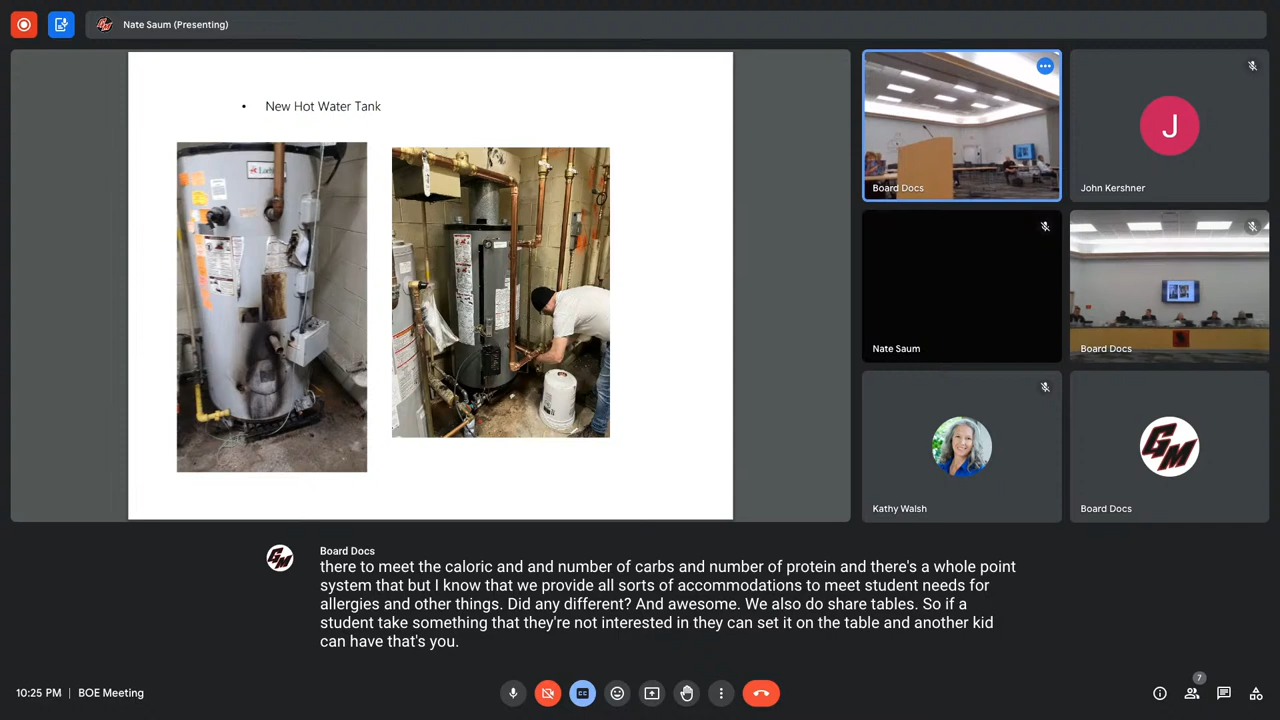 GM Nate Saum (Presenting)
• New Hot Water Tank
Board Docs
J
John Kershner
Nate Saum
Board Docs
Kathy Walsh
GM
Board Docs
GM Board Docs
there to meet the caloric and and number of carbs and number of protein and there's a whole point
system that but I know that we provide all sorts of accommodations to meet student needs for
allergies and other things. Did any different? And awesome. We also do share tables. So if a
student take something that they're not interested in they can set it on the table and another kid
can have that's you.
10:25 PM | BOE Meeting
CC
7